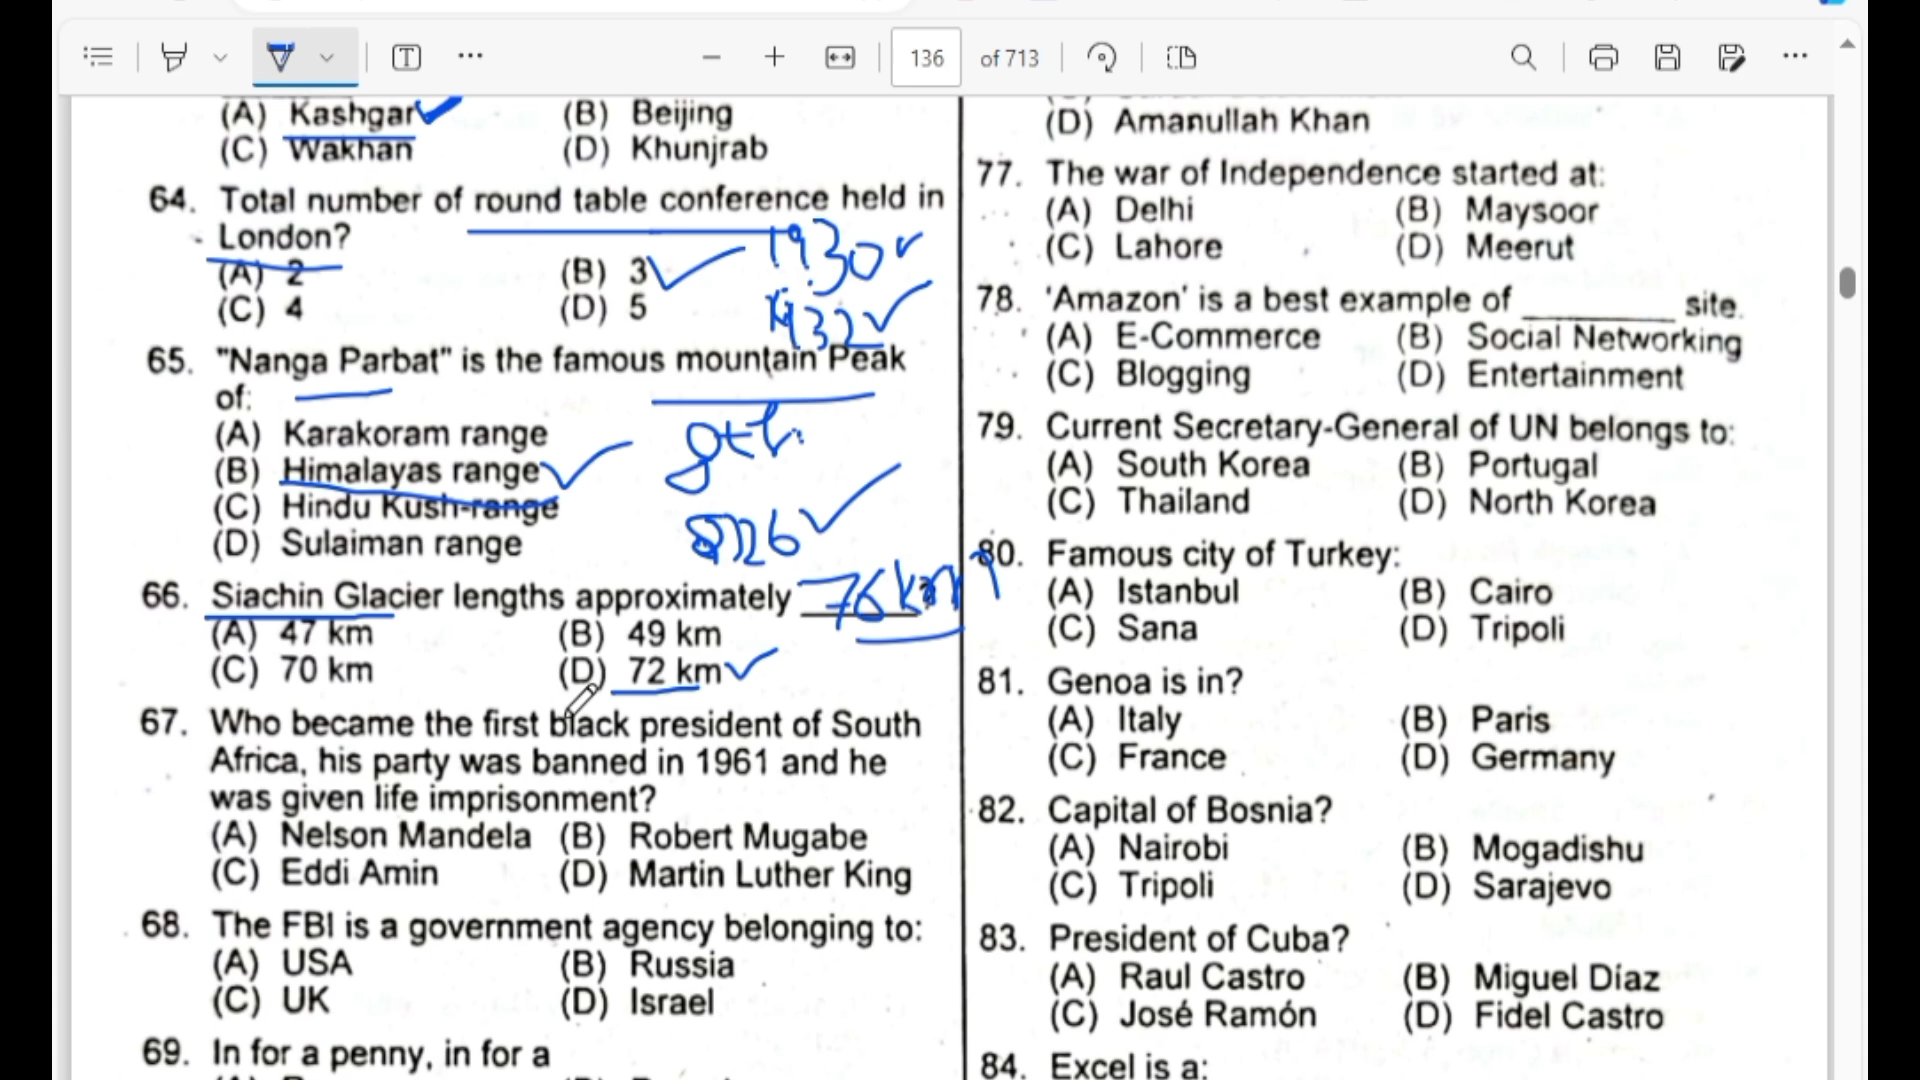 136 of 713
(A) Kashgar (B) Beijing
(C) Wakhan (D) Khunjrab
64. Total number of round table conference held in
London?
1930
(A) 2 (B) 3
1932
(C) 4 (D) 5
65. "Nanga Parbat" is the famous mountain Peak
of:
(A) Karakoram range
8th
(B) Himalayas range
(C) Hindu Kush range
8126
(D) Sulaiman range
66. Siachin Glacier lengths approximately ______?
76 km
(A) 47 km (B) 49 km
(C) 70 km (D) 72 km
67. Who became the first black president of South
Africa, his party was banned in 1961 and he
was given life imprisonment?
(A) Nelson Mandela (B) Robert Mugabe
(C) Eddi Amin (D) Martin Luther King
68. The FBI is a government agency belonging to:
(A) USA (B) Russia
(C) UK (D) Israel
69. In for a penny, in for a
(D) Amanullah Khan
77. The war of Independence started at:
(A) Delhi (B) Maysoor
(C) Lahore (D) Meerut
78. 'Amazon' is a best example of ________ site.
(A) E-Commerce (B) Social Networking
(C) Blogging (D) Entertainment
79. Current Secretary-General of UN belongs to:
(A) South Korea (B) Portugal
(C) Thailand (D) North Korea
80. Famous city of Turkey:
(A) Istanbul (B) Cairo
(C) Sana (D) Tripoli
81. Genoa is in?
(A) Italy (B) Paris
(C) France (D) Germany
82. Capital of Bosnia?
(A) Nairobi (B) Mogadishu
(C) Tripoli (D) Sarajevo
83. President of Cuba?
(A) Raul Castro (B) Miguel Díaz
(C) José Ramón (D) Fidel Castro
84. Excel is a: